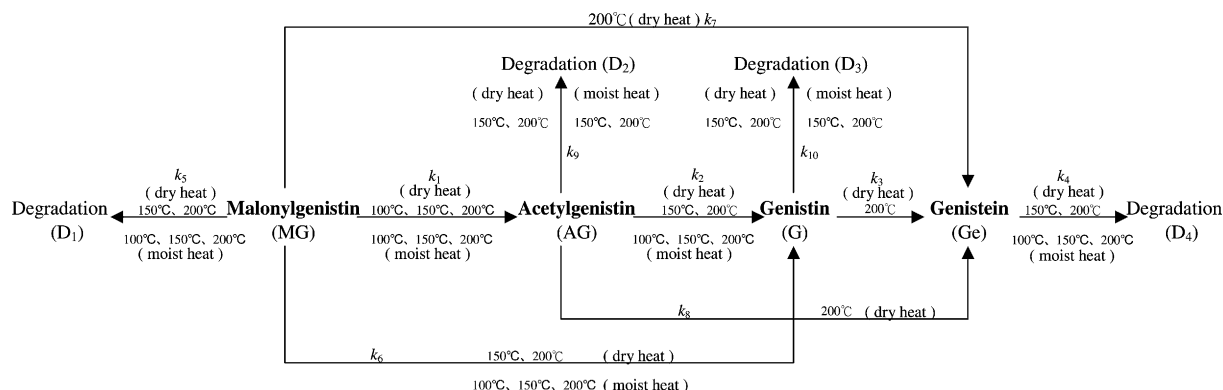 200℃ ( dry heat ) k7
Degradation (D2)
Degradation (D3)
( dry heat ) ( moist heat )
( dry heat ) ( moist heat )
150℃、200℃ 150℃、200℃
150℃、200℃ 150℃、200℃
k9
k10
k5
( dry heat )
150℃、200℃
k1
( dry heat )
100℃、150℃、200℃
k2
( dry heat )
150℃、200℃
k3
( dry heat )
200℃
k4
( dry heat )
150℃、200℃
Degradation
(D1)
Malonylgenistin
(MG)
Acetylgenistin
(AG)
Genistin
(G)
Genistein
(Ge)
Degradation
(D4)
100℃、150℃、200℃
( moist heat )
100℃、150℃、200℃
( moist heat )
100℃、150℃、200℃
( moist heat )
100℃、150℃、200℃
( moist heat )
k8 200℃ ( dry heat )
k6 150℃、200℃ ( dry heat )
100℃、150℃、200℃ ( moist heat )